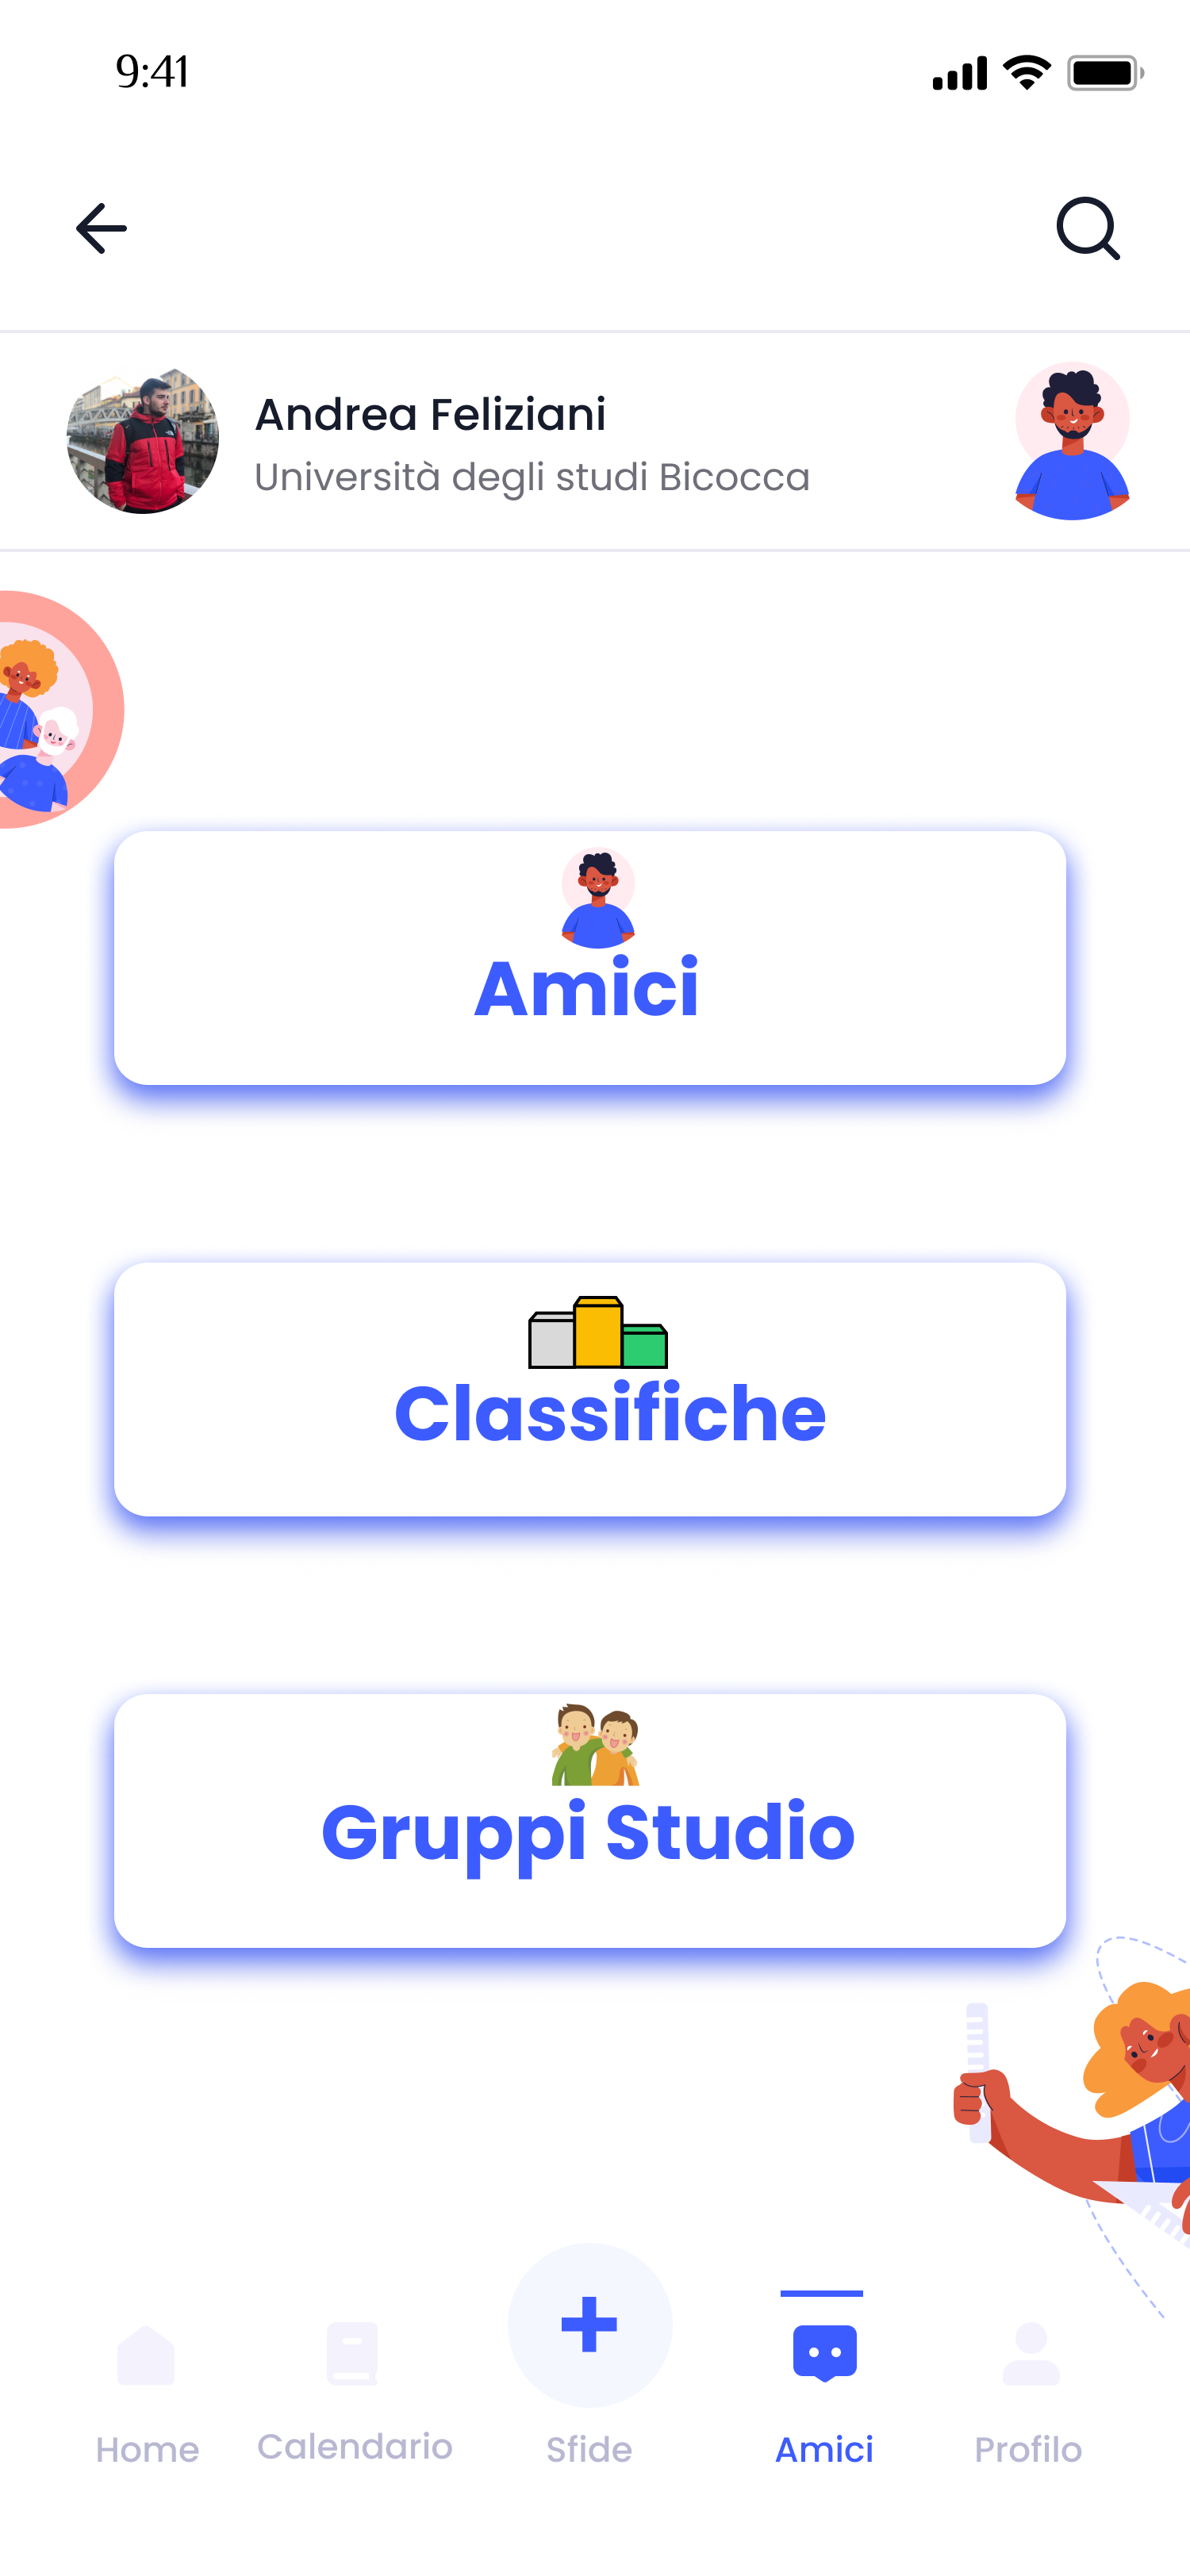 9:41
Andrea Feliziani
Università degli studi Bicocca
Amici
Classifiche
Gruppi Studio
Home
Calendario
Sfide
Amici
Profilo